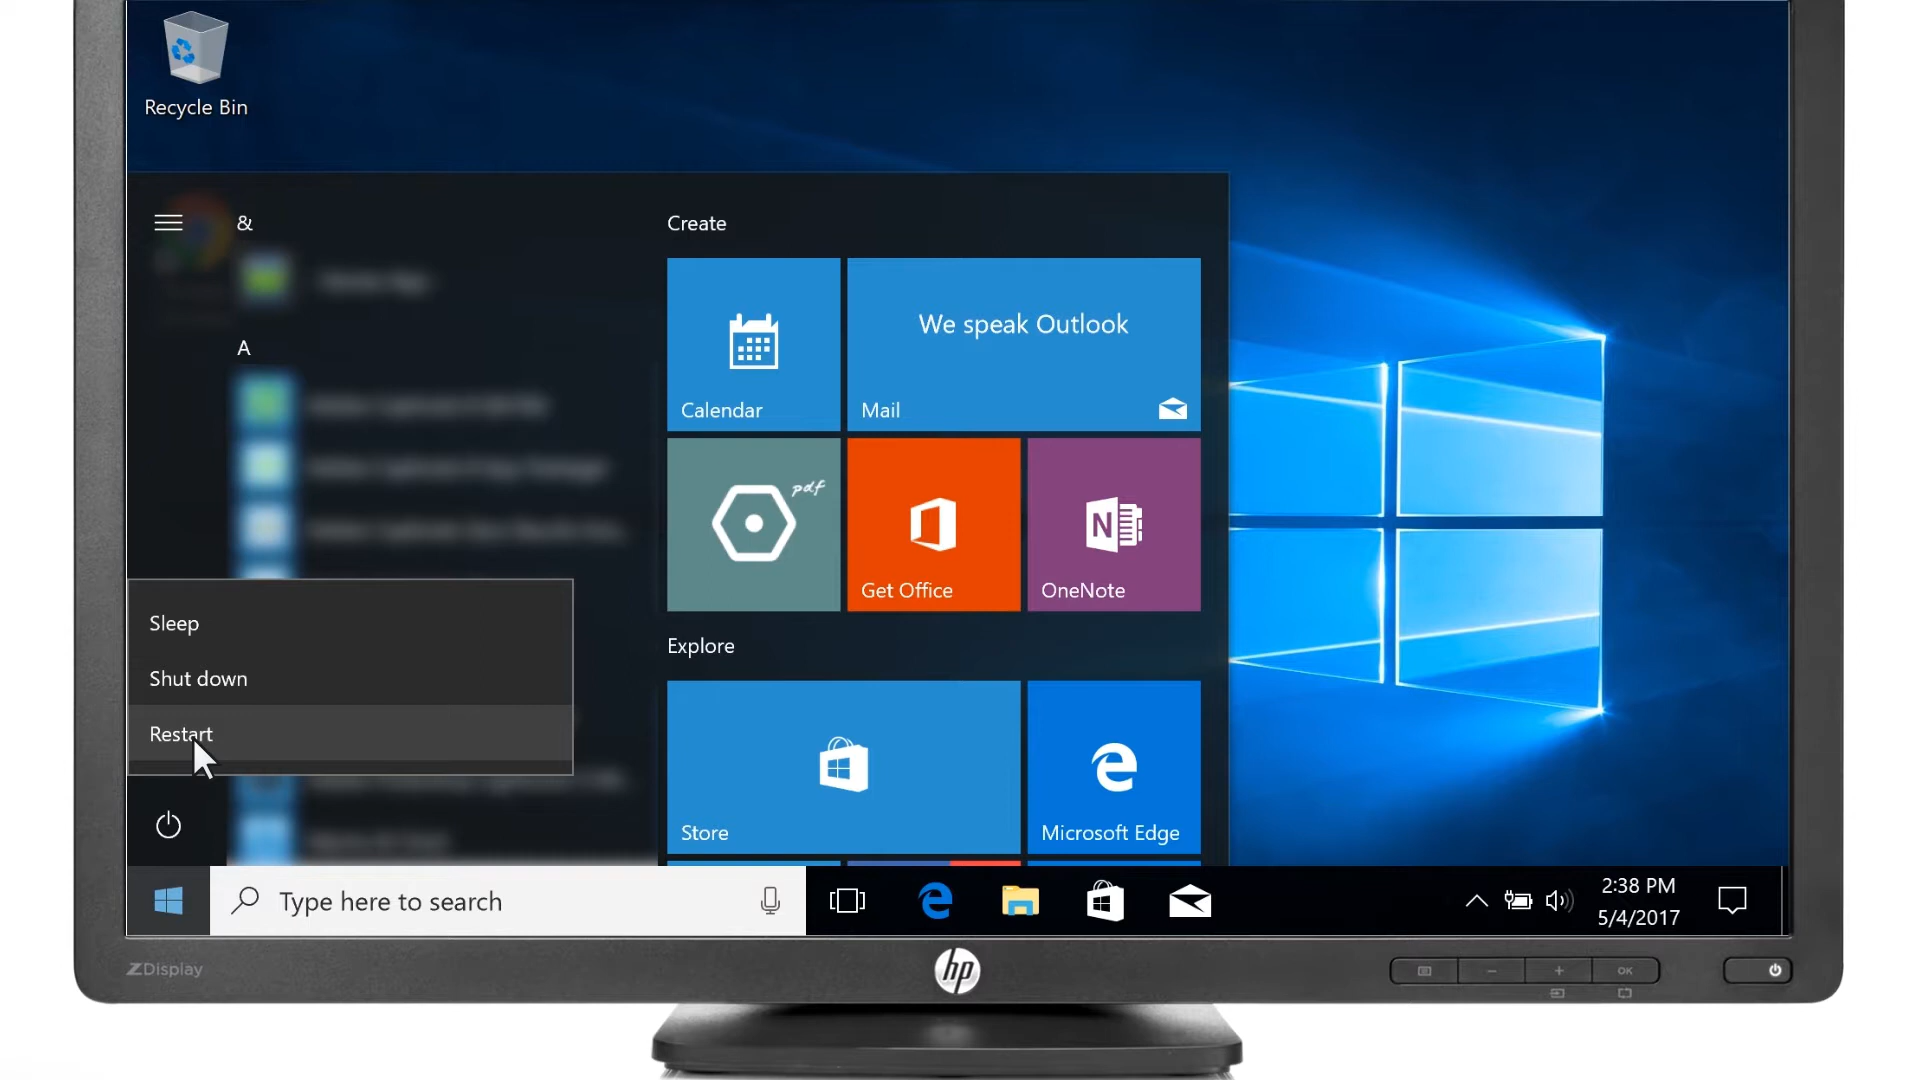 Recycle Bin
&
Create
We speak Outlook
A
Calendar
Mail
pdf
Get Office
N
OneNote
Sleep
Explore
Shut down
Restart
Store
Microsoft Edge
Type here to search
2:38 PM
5/4/2017
ZDisplay
hp
OK